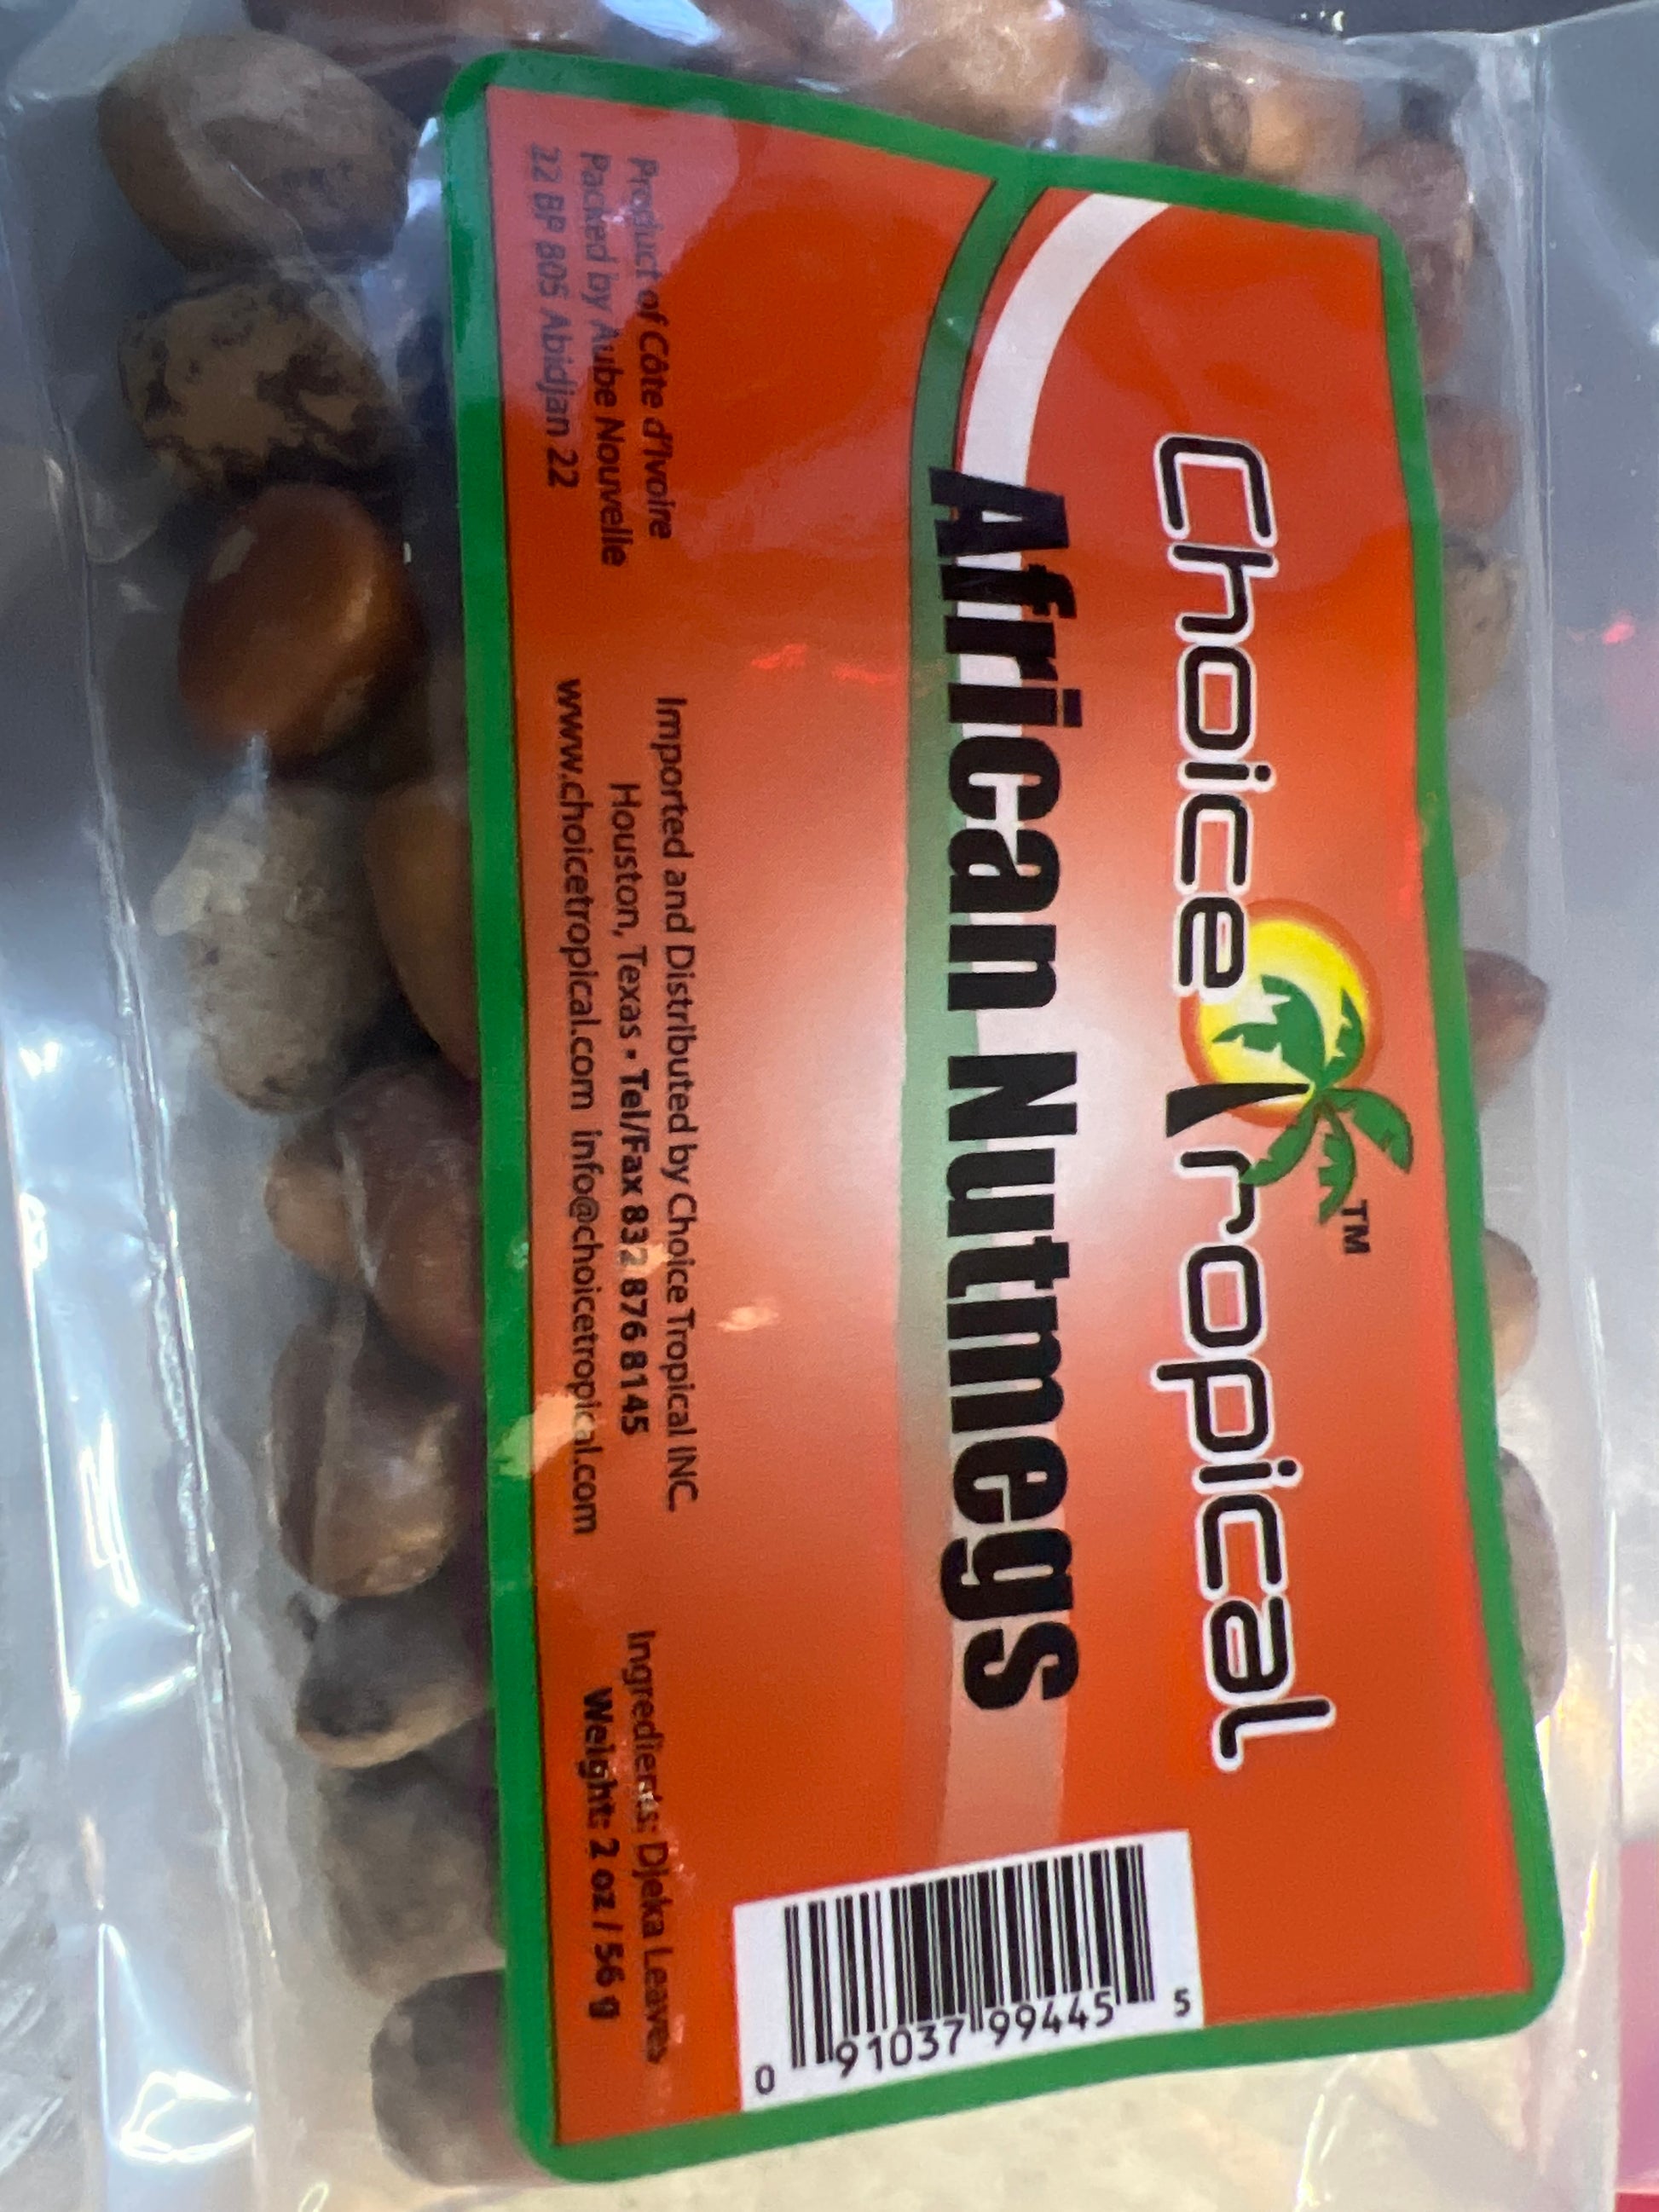 Choice Tropical™
African Nutmegs
Product of Côte d'Ivoire
Packed by Aube Nouvelle
22 BP 805 Abidjan 22
Imported and Distributed by Choice Tropical INC.
Houston, Texas • Tel/Fax 832 876 8145
www.choicetropical.com info@choicetropical.com
Ingredients: Djeka Leaves
Weight: 2 oz / 56 g
0 91037 99445 5